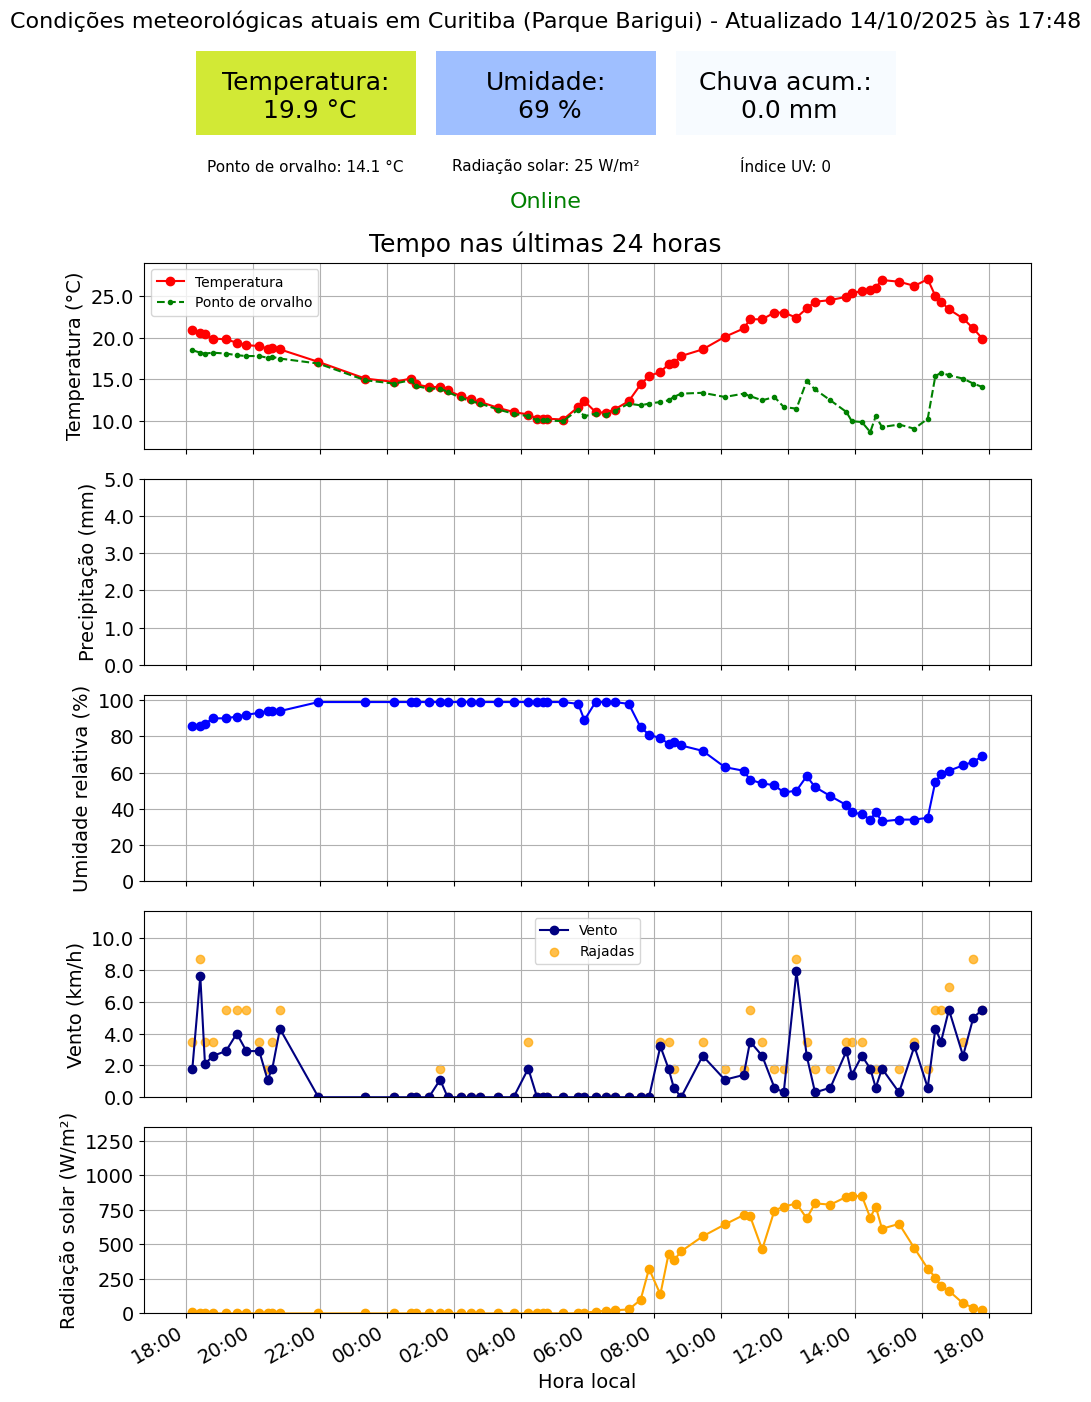 Condições meteorológicas atuais em Curitiba (Parque Barigui) - Atualizado 14/10/2025 às 17:48
Temperatura:
19.9 °C
Umidade:
69 %
Chuva acum.:
0.0 mm
Ponto de orvalho: 14.1 °C
Radiação solar: 25 W/m²
Índice UV: 0
Online
Tempo nas últimas 24 horas
Temperatura (°C)
25.0
20.0
15.0
10.0
Temperatura
Ponto de orvalho
Precipitação (mm)
5.0
4.0
3.0
2.0
1.0
0.0
Umidade relativa (%)
100
80
60
40
20
0
Vento (km/h)
10.0
8.0
6.0
4.0
2.0
0.0
Vento
Rajadas
Radiação solar (W/m²)
1250
1000
750
500
250
0
18:00
20:00
22:00
00:00
02:00
04:00
06:00
08:00
10:00
12:00
14:00
16:00
18:00
Hora local